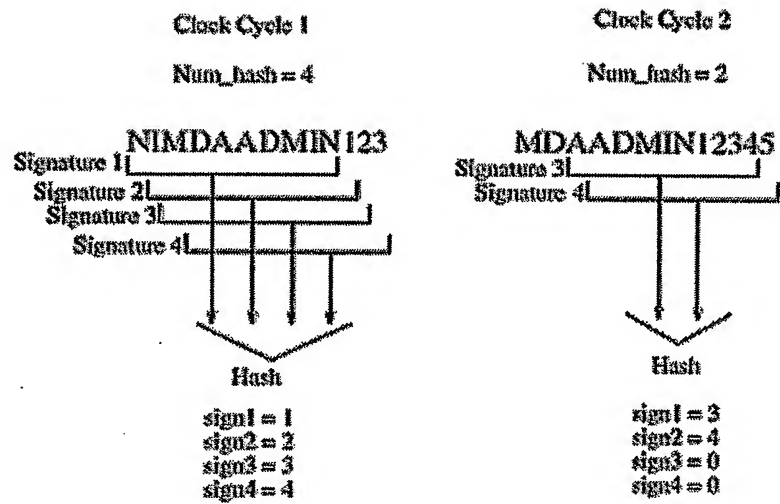 Clock Cycle 1
Num_hash = 4
NIMDAADMIN123
Signature 1
Signature 2
Signature 3
Signature 4
Hash
sign1 = 1
sign2 = 2
sign3 = 3
sign4 = 4
Clock Cycle 2
Num_hash = 2
MDAADMIN12345
Signature 3
Signature 4
Hash
sign1 = 3
sign2 = 4
sign3 = 0
sign4 = 0